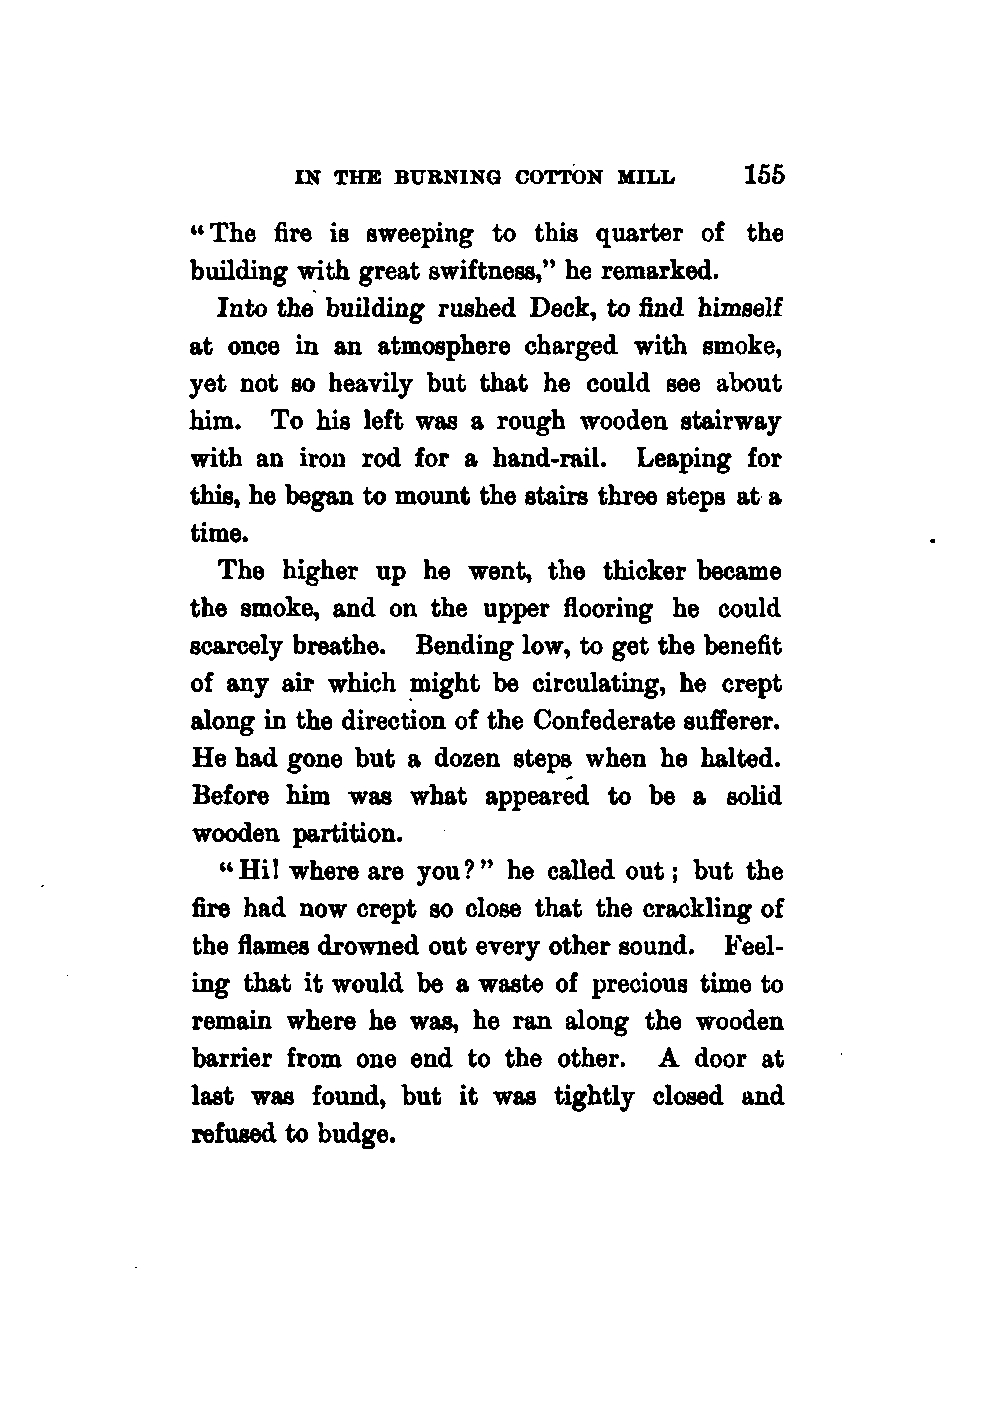 IN THE BURNING COTTON MILL 155
“The fire is sweeping to this quarter of the
building with great swiftness,” he remarked.
Into the building rushed Deck, to find himself
at once in an atmosphere charged with smoke,
yet not so heavily but that he could see about
him. To his left was a rough wooden stairway
with an iron rod for a hand-rail. Leaping for
this, he began to mount the stairs three steps at a
time.
The higher up he went, the thicker became
the smoke, and on the upper flooring he could
scarcely breathe. Bending low, to get the benefit
of any air which might be circulating, he crept
along in the direction of the Confederate sufferer.
He had gone but a dozen steps when he halted.
Before him was what appeared to be a solid
wooden partition.
“Hi! where are you?” he called out; but the
fire had now crept so close that the crackling of
the flames drowned out every other sound. Feel-
ing that it would be a waste of precious time to
remain where he was, he ran along the wooden
barrier from one end to the other. A door at
last was found, but it was tightly closed and
refused to budge.